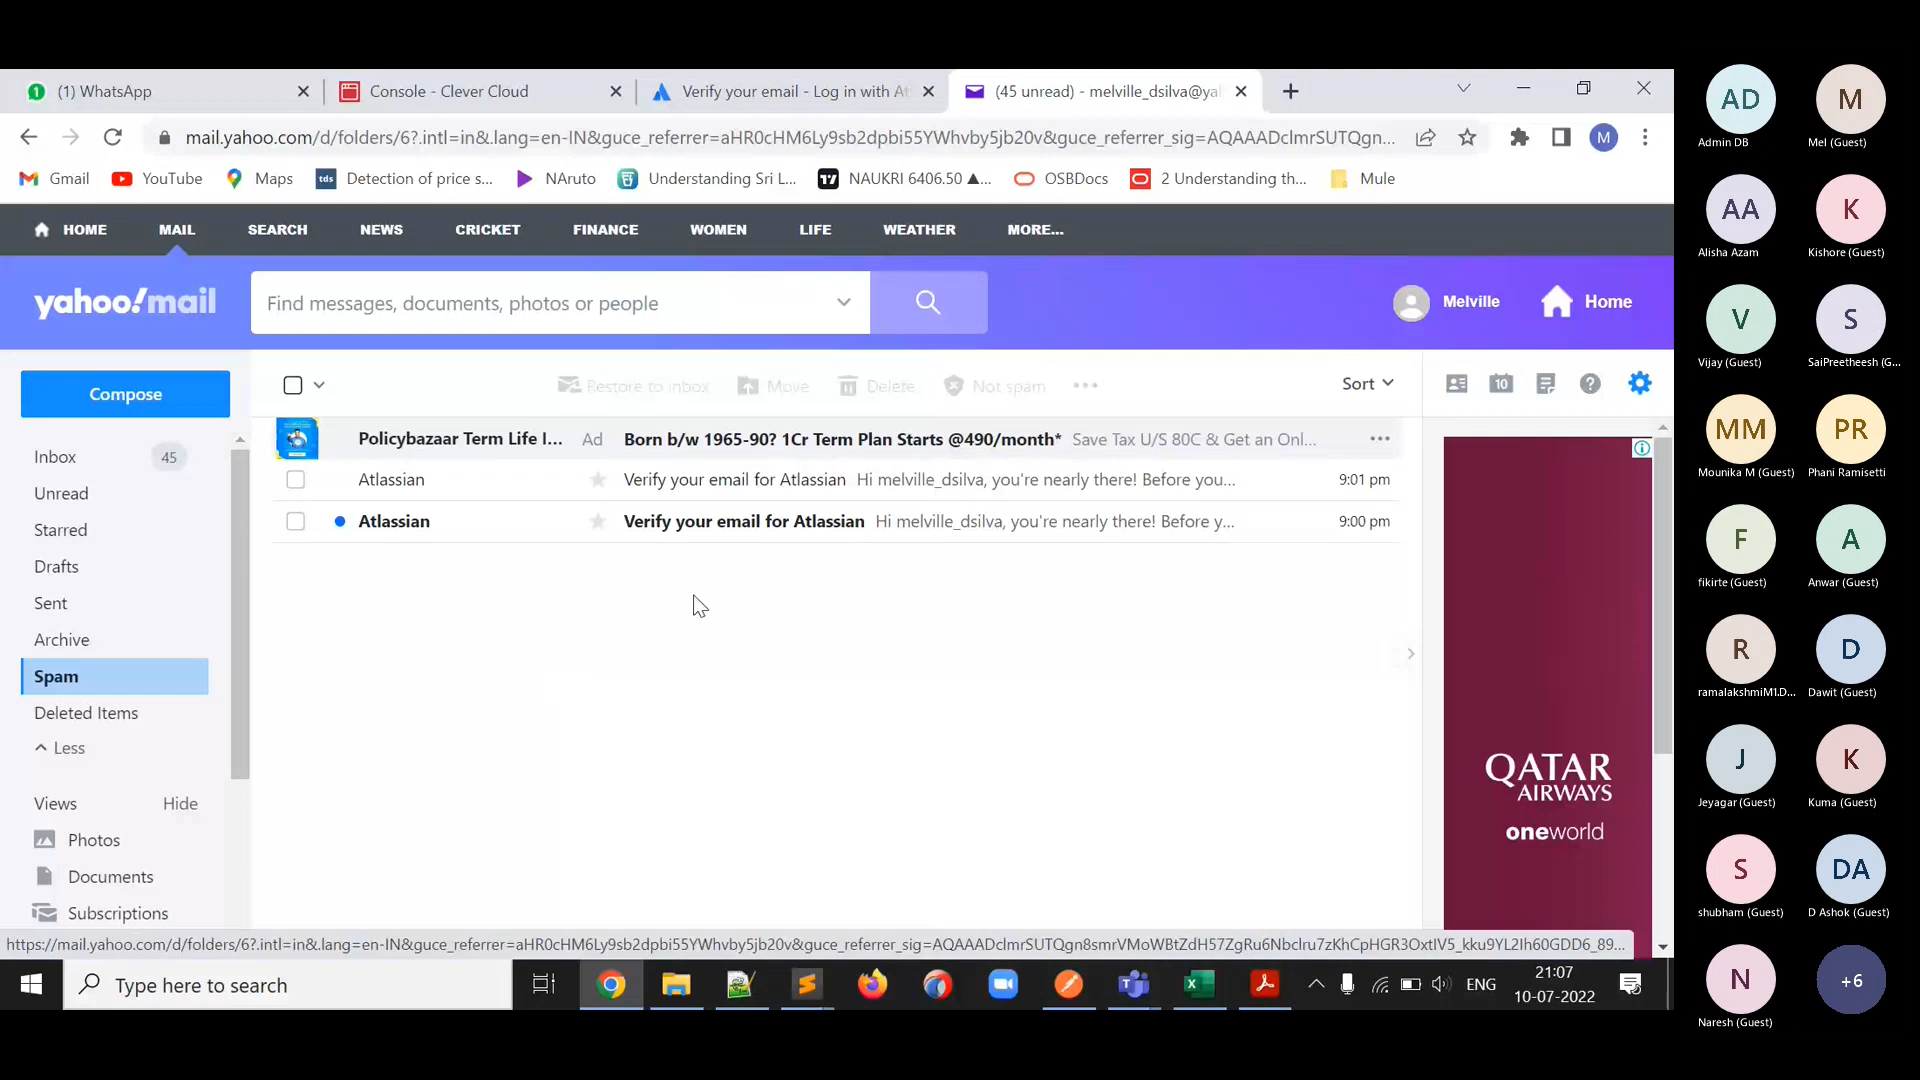 (1) WhatsApp
Console - Clever Cloud
Verify your email - Log in with At
(45 unread) - melville_dsilva@yal
mail.yahoo.com/d/folders/6?.intl=in&.lang=en-IN&guce_referrer=aHR0cHM6Ly9sb2dpbi55YWhvby5jb20v&guce_referrer_sig=AQAAADclmrSUTQgn...
M
Gmail
YouTube
Maps
tds Detection of price s...
NAruto
Understanding Sri L...
NAUKRI 6406.50 ▲...
OSBDocs
2 Understanding th...
Mule
HOME MAIL SEARCH NEWS CRICKET FINANCE WOMEN LIFE WEATHER MORE...
yahoo!mail
Find messages, documents, photos or people
Melville
Home
Compose
Restore to inbox
Move
Delete
Not spam
Sort
10
Inbox 45
Unread
Starred
Drafts
Sent
Archive
Spam
Deleted Items
Less
Views Hide
Photos
Documents
Subscriptions
Policybazaar Term Life I... Ad Born b/w 1965-90? 1Cr Term Plan Starts @490/month* Save Tax U/S 80C & Get an Onl...
Atlassian Verify your email for Atlassian Hi melville_dsilva, you're nearly there! Before you... 9:01 pm
Atlassian Verify your email for Atlassian Hi melville_dsilva, you're nearly there! Before y... 9:00 pm
QATAR
AIRWAYS
oneworld
https://mail.yahoo.com/d/folders/6?.intl=in&.lang=en-IN&guce_referrer=aHR0cHM6Ly9sb2dpbi55YWhvby5jb20v&guce_referrer_sig=AQAAADclmrSUTQgn8smrVMoWBtZdH57ZgRu6Nbclru7zKhCpHGR3OxtIV5_kku9YL2Ih60GDD6_89...
Type here to search
ENG
21:07
10-07-2022
AD
Admin DB
M
Mel (Guest)
AA
Alisha Azam
K
Kishore (Guest)
V
Vijay (Guest)
S
SaiPreetheesh (G...
MM
Mounika M (Guest)
PR
Phani Ramisetti
F
fikirte (Guest)
A
Anwar (Guest)
R
ramalakshmiM1.D...
D
Dawit (Guest)
J
Jeyagar (Guest)
K
Kuma (Guest)
S
shubham (Guest)
DA
D Ashok (Guest)
N
Naresh (Guest)
+6